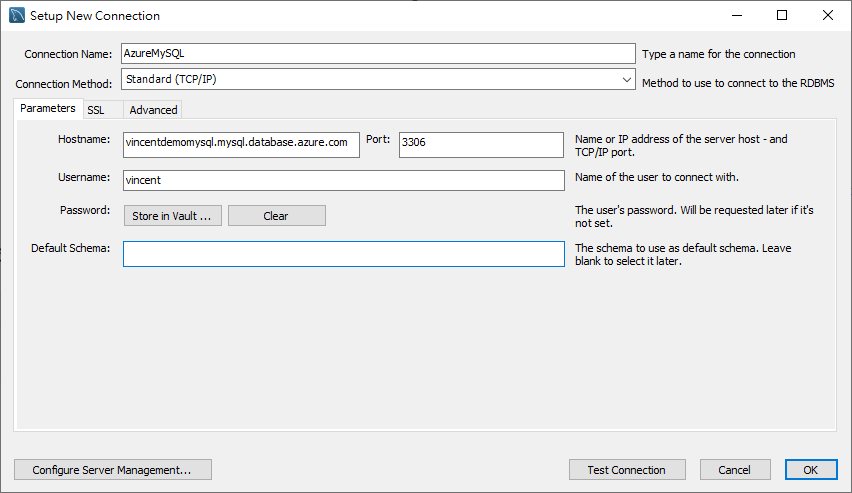 Setup New Connection
Connection Name: AzureMySQL Type a name for the connection
Connection Method: Standard (TCP/IP) Method to use to connect to the RDBMS
Parameters SSL Advanced
Hostname: vincentdemomysql.mysql.database.azure.com Port: 3306 Name or IP address of the server host - and
TCP/IP port.
Username: vincent Name of the user to connect with.
Password: Store in Vault ... Clear The user's password. Will be requested later if it's
not set.
Default Schema: The schema to use as default schema. Leave
blank to select it later.
Configure Server Management... Test Connection Cancel OK